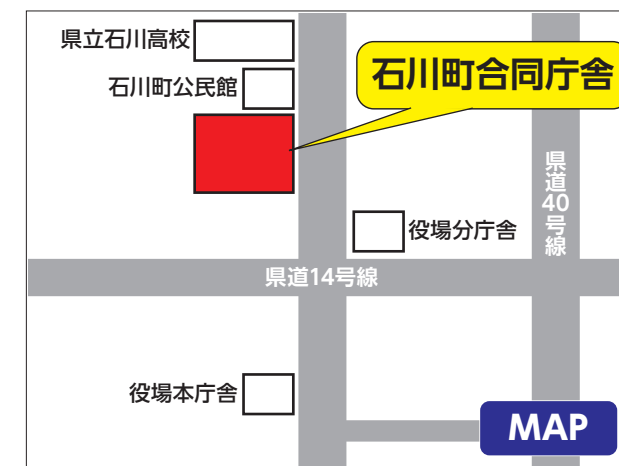 県立石川高校
石川町公民館
石川町合同庁舎
県道40号線
役場分庁舎
県道14号線
役場本庁舎
MAP